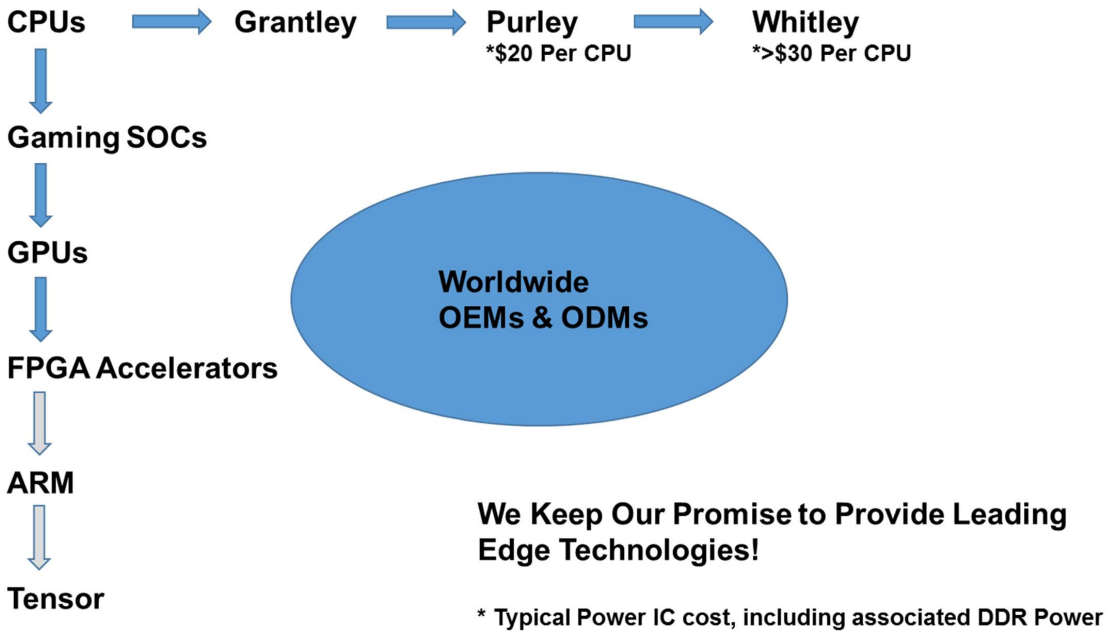 CPUs
Grantley
Purley
*$20 Per CPU
Whitley
*>$30 Per CPU
Gaming SOCs
GPUs
Worldwide
OEMs & ODMs
FPGA Accelerators
ARM
We Keep Our Promise to Provide Leading
Edge Technologies!
Tensor
* Typical Power IC cost, including associated DDR Power